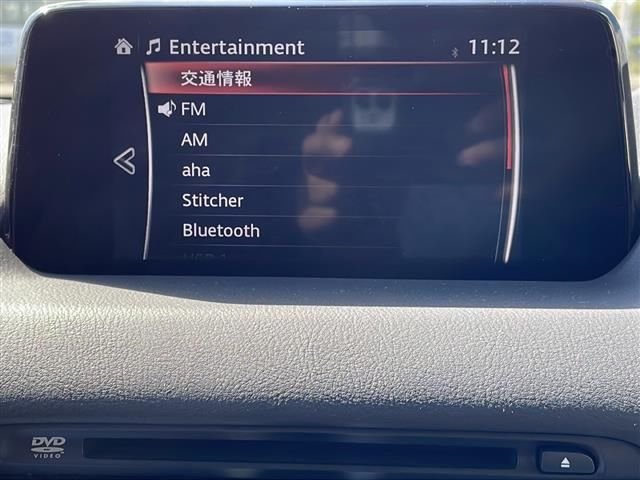 Entertainment 11:12
交通情報
FM
AM
aha
Stitcher
Bluetooth
DVD
VIDEO